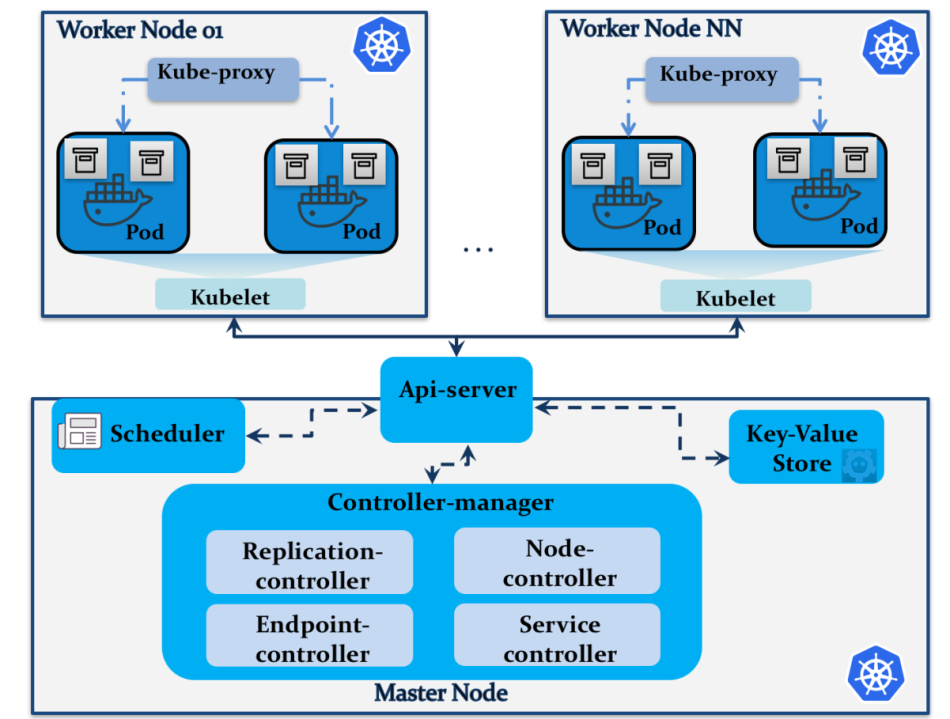 Worker Node 01
Kube-proxy
Pod
Pod
Kubelet
...
Worker Node NN
Kube-proxy
Pod
Pod
Kubelet
Api-server
Scheduler
Key-Value
Store
Controller-manager
Replication-
controller
Node-
controller
Endpoint-
controller
Service
controller
Master Node